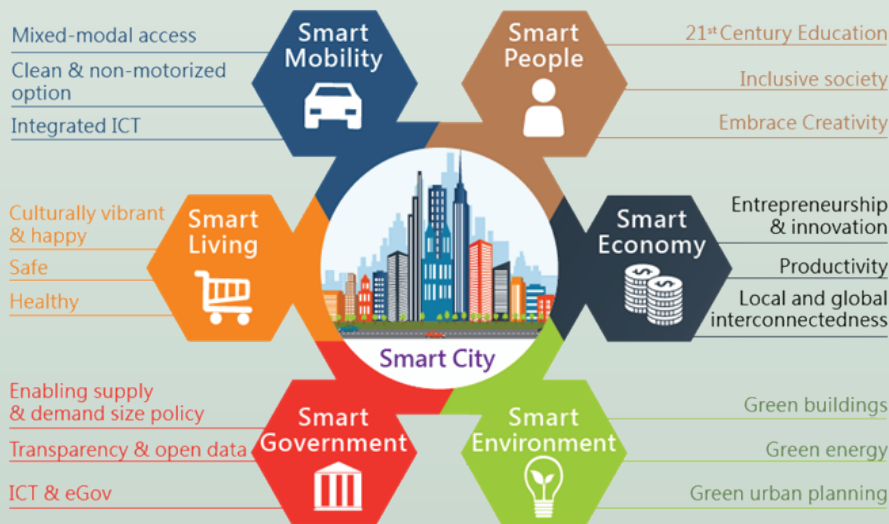 Mixed-modal access
Clean & non-motorized
option
Integrated ICT
Smart
Mobility
Smart
People
21st Century Education
Inclusive society
Embrace Creativity
Culturally vibrant
& happy
Safe
Healthy
Smart
Living
Smart City
Smart
Economy
Entrepreneurship
& innovation
Productivity
Local and global
interconnectedness
Enabling supply
& demand size policy
Transparency & open data
ICT & eGov
Smart
Government
Smart
Environment
Green buildings
Green energy
Green urban planning